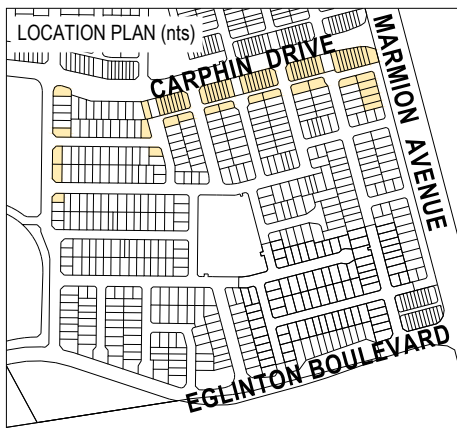 LOCATION PLAN (nts)
CARPHIN DRIVE
MARMION AVENUE
EGLINTON BOULEVARD